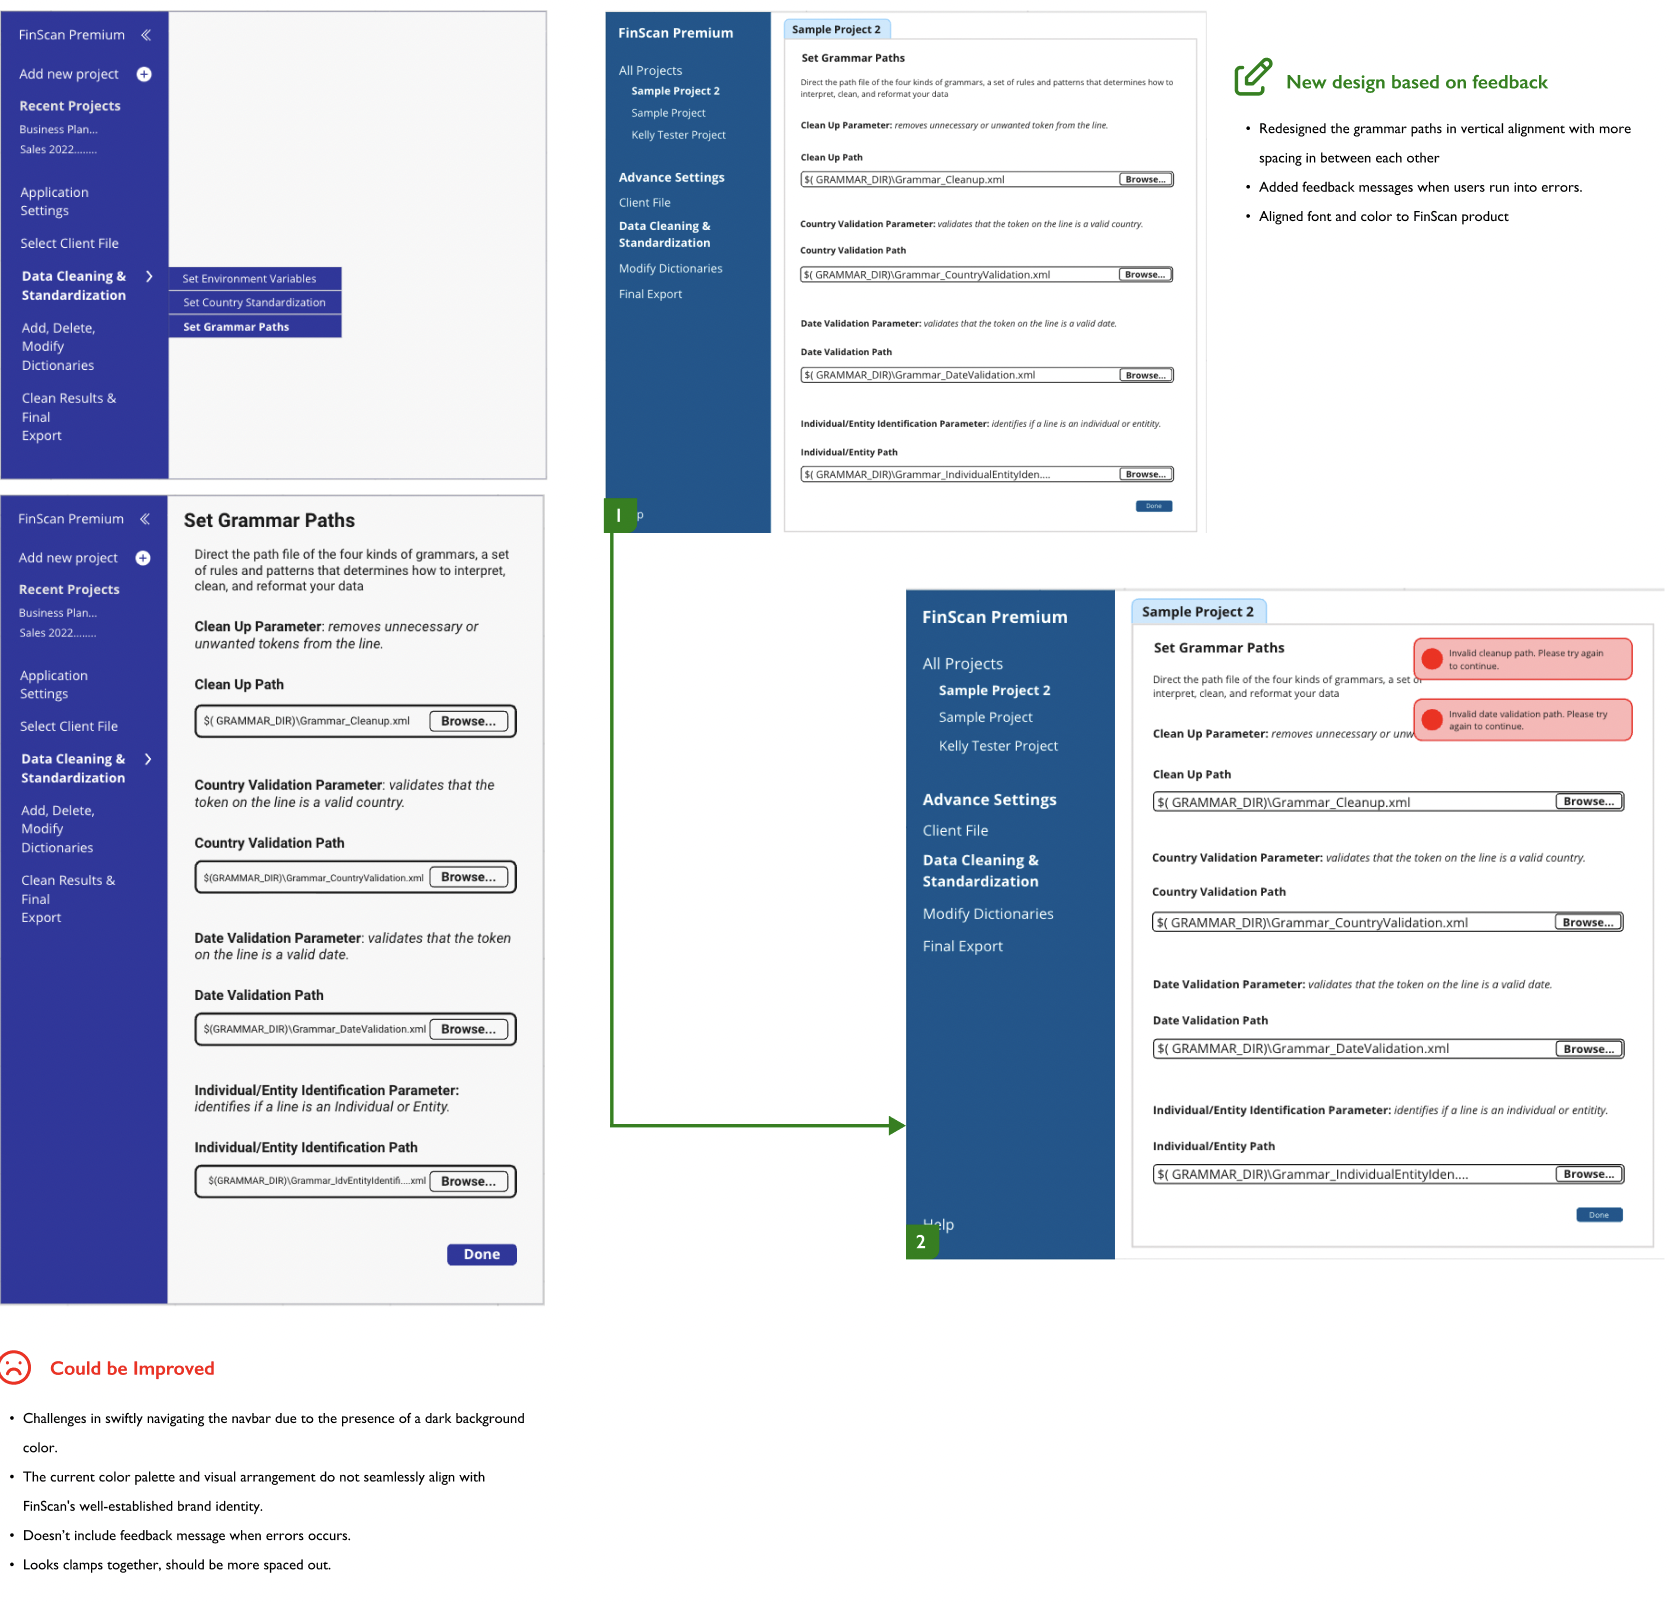 FinScan Premium
Add new project
Recent Projects
Business Plan...
Sales 2022........
Application
Settings
Select Client File
Data Cleaning &
Standardization
Add, Delete,
Modify
Dictionaries
Clean Results &
Final
Export
Set Environment Variables
Set Country Standardization
Set Grammar Paths
FinScan Premium
Add new project
Recent Projects
Business Plan...
Sales 2022........
Application
Settings
Select Client File
Data Cleaning &
Standardization
Add, Delete,
Modify
Dictionaries
Clean Results &
Final
Export
Set Grammar Paths
Direct the path file of the four kinds of grammars, a set
of rules and patterns that determines how to interpret,
clean, and reformat your data
Clean Up Parameter: removes unnecessary or
unwanted tokens from the line.
Clean Up Path
$( GRAMMAR_DIR)\Grammar_Cleanup.xml
Browse...
Country Validation Parameter: validates that the
token on the line is a valid country.
Country Validation Path
$(GRAMMAR_DIR)\Grammar_CountryValidation.xml
Browse...
Date Validation Parameter: validates that the token
on the line is a valid date.
Date Validation Path
$(GRAMMAR_DIR)\Grammar_DateValidation.xml
Browse...
Individual/Entity Identification Parameter:
identifies if a line is an Individual or Entity.
Individual/Entity Identification Path
$(GRAMMAR_DIR)\Grammar_IdvEntityIdentifi....xml
Browse...
Done
Could be Improved
• Challenges in swiftly navigating the navbar due to the presence of a dark background
color.
• The current color palette and visual arrangement do not seamlessly align with
FinScan's well-established brand identity.
• Doesn't include feedback message when errors occurs.
• Looks clamps together, should be more spaced out.
FinScan Premium
All Projects
Sample Project 2
Sample Project
Kelly Tester Project
Advance Settings
Client File
Data Cleaning &
Standardization
Modify Dictionaries
Final Export
1
p
Sample Project 2
Set Grammar Paths
Direct the path file of the four kinds of grammars, a set of rules and patterns that determines how to
interpret, clean, and reformat your data
Clean Up Parameter: removes unnecessary or unwanted token from the line.
Clean Up Path
$( GRAMMAR_DIR)\Grammar_Cleanup.xml
Browse...
Country Validation Parameter: validates that the token on the line is a valid country.
Country Validation Path
$( GRAMMAR_DIR)\Grammar_CountryValidation.xml
Browse...
Date Validation Parameter: validates that the token on the line is a valid date.
Date Validation Path
$( GRAMMAR_DIR)\Grammar_DateValidation.xml
Browse...
Individual/Entity Identification Parameter: identifies if a line is an individual or entitity.
Individual/Entity Path
$( GRAMMAR_DIR)\Grammar_IndividualEntityIden....
Browse...
Done
New design based on feedback
• Redesigned the grammar paths in vertical alignment with more
spacing in between each other
• Added feedback messages when users run into errors.
• Aligned font and color to FinScan product
FinScan Premium
All Projects
Sample Project 2
Sample Project
Kelly Tester Project
Advance Settings
Client File
Data Cleaning &
Standardization
Modify Dictionaries
Final Export
Help
2
Sample Project 2
Set Grammar Paths
Invalid cleanup path. Please try again
to continue.
Direct the path file of the four kinds of grammars, a set of
interpret, clean, and reformat your data
Invalid date validation path. Please try
again to continue.
Clean Up Parameter: removes unnecessary or unw
Clean Up Path
$( GRAMMAR_DIR)\Grammar_Cleanup.xml
Browse...
Country Validation Parameter: validates that the token on the line is a valid country.
Country Validation Path
$( GRAMMAR_DIR)\Grammar_CountryValidation.xml
Browse...
Date Validation Parameter: validates that the token on the line is a valid date.
Date Validation Path
$( GRAMMAR_DIR)\Grammar_DateValidation.xml
Browse...
Individual/Entity Identification Parameter: identifies if a line is an individual or entitity.
Individual/Entity Path
$( GRAMMAR_DIR)\Grammar_IndividualEntityIden....
Browse...
Done